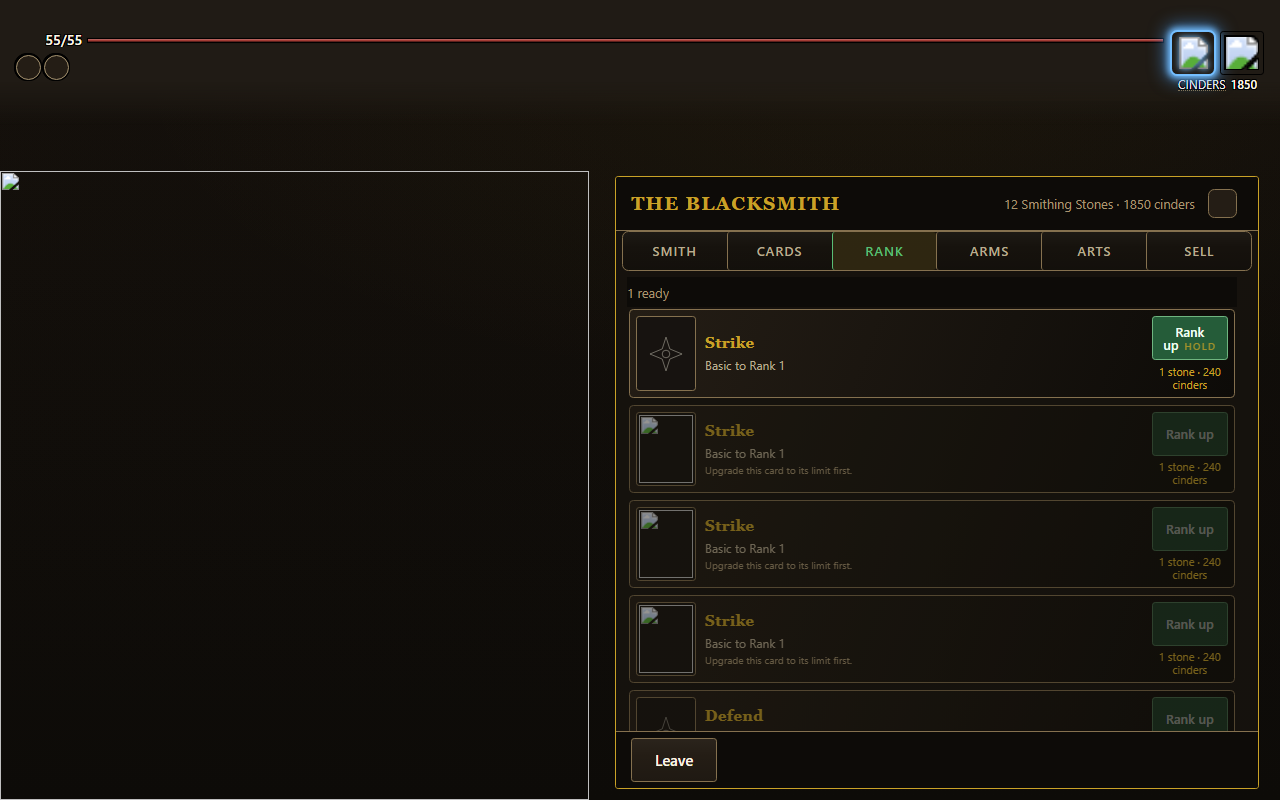 55/55
CINDERS 1850
THE BLACKSMITH
12 Smithing Stones · 1850 cinders
SMITH
CARDS
RANK
ARMS
ARTS
SELL
1 ready
Strike
Basic to Rank 1
Rank
up HOLD
1 stone · 240
cinders
Strike
Basic to Rank 1
Upgrade this card to its limit first.
Rank up
1 stone · 240
cinders
Strike
Basic to Rank 1
Upgrade this card to its limit first.
Rank up
1 stone · 240
cinders
Strike
Basic to Rank 1
Upgrade this card to its limit first.
Rank up
1 stone · 240
cinders
Defend
Rank up
Leave